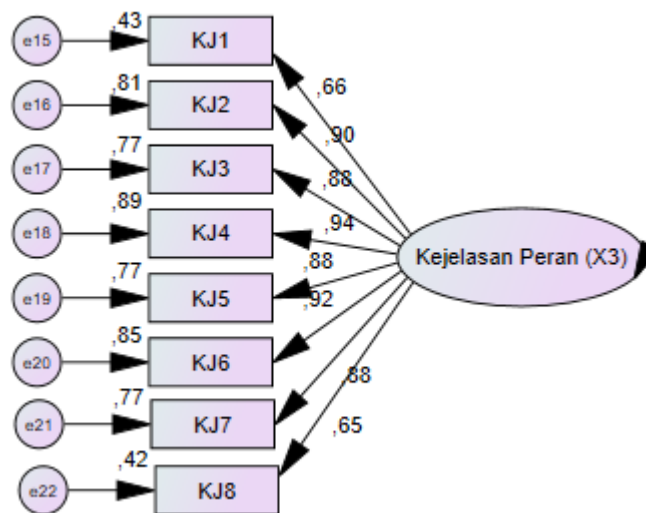 e15 ,43 KJ1 ,66
e16 ,81 KJ2 ,90
e17 ,77 KJ3 ,88
e18 ,89 KJ4 ,94
Kejelasan Peran (X3)
e19 ,77 KJ5 ,88
e20 ,85 KJ6 ,92
e21 ,77 KJ7 ,88
e22 ,42 KJ8 ,65